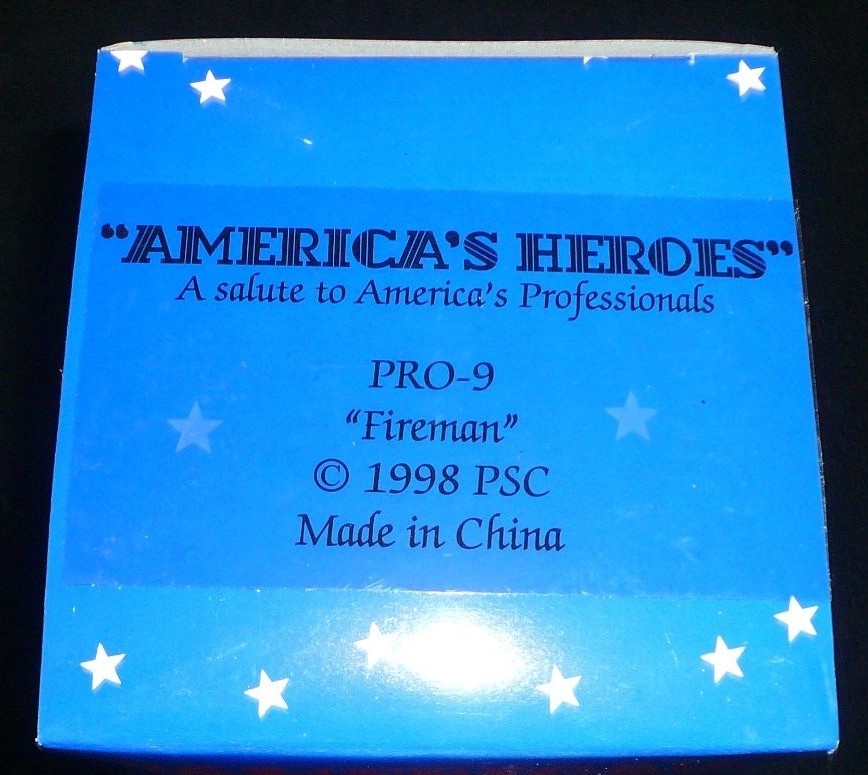 “AMERICA'S HEROES”
A salute to America's Professionals
PRO-9
“Fireman”
© 1998 PSC
Made in China